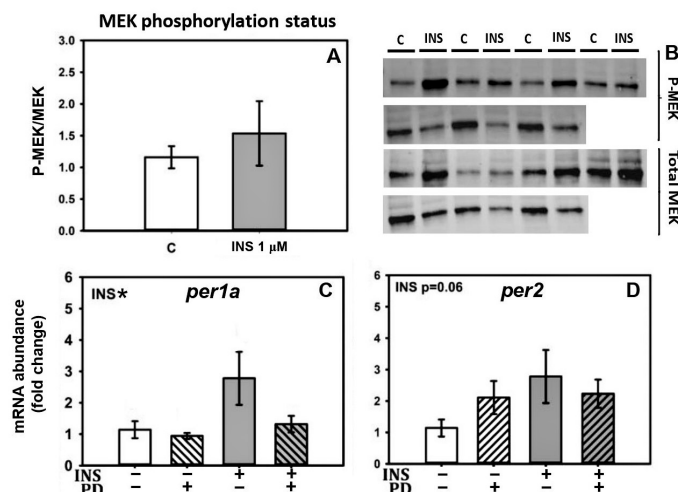 MEK phosphorylation status
3.0
2.5
2.0
1.5
1.0
0.5
0.0
P-MEK/MEK
A
C INS 1 μM
C INS C INS C INS C INS
B
P-MEK
Total MEK
6
5
4
3
2
1
0
mRNA abundance
(fold change)
INS* per1a C
INS − − + +
PD − + − +
6
5
4
3
2
1
0
INS p=0.06 per2 D
INS − − + +
PD − + − +